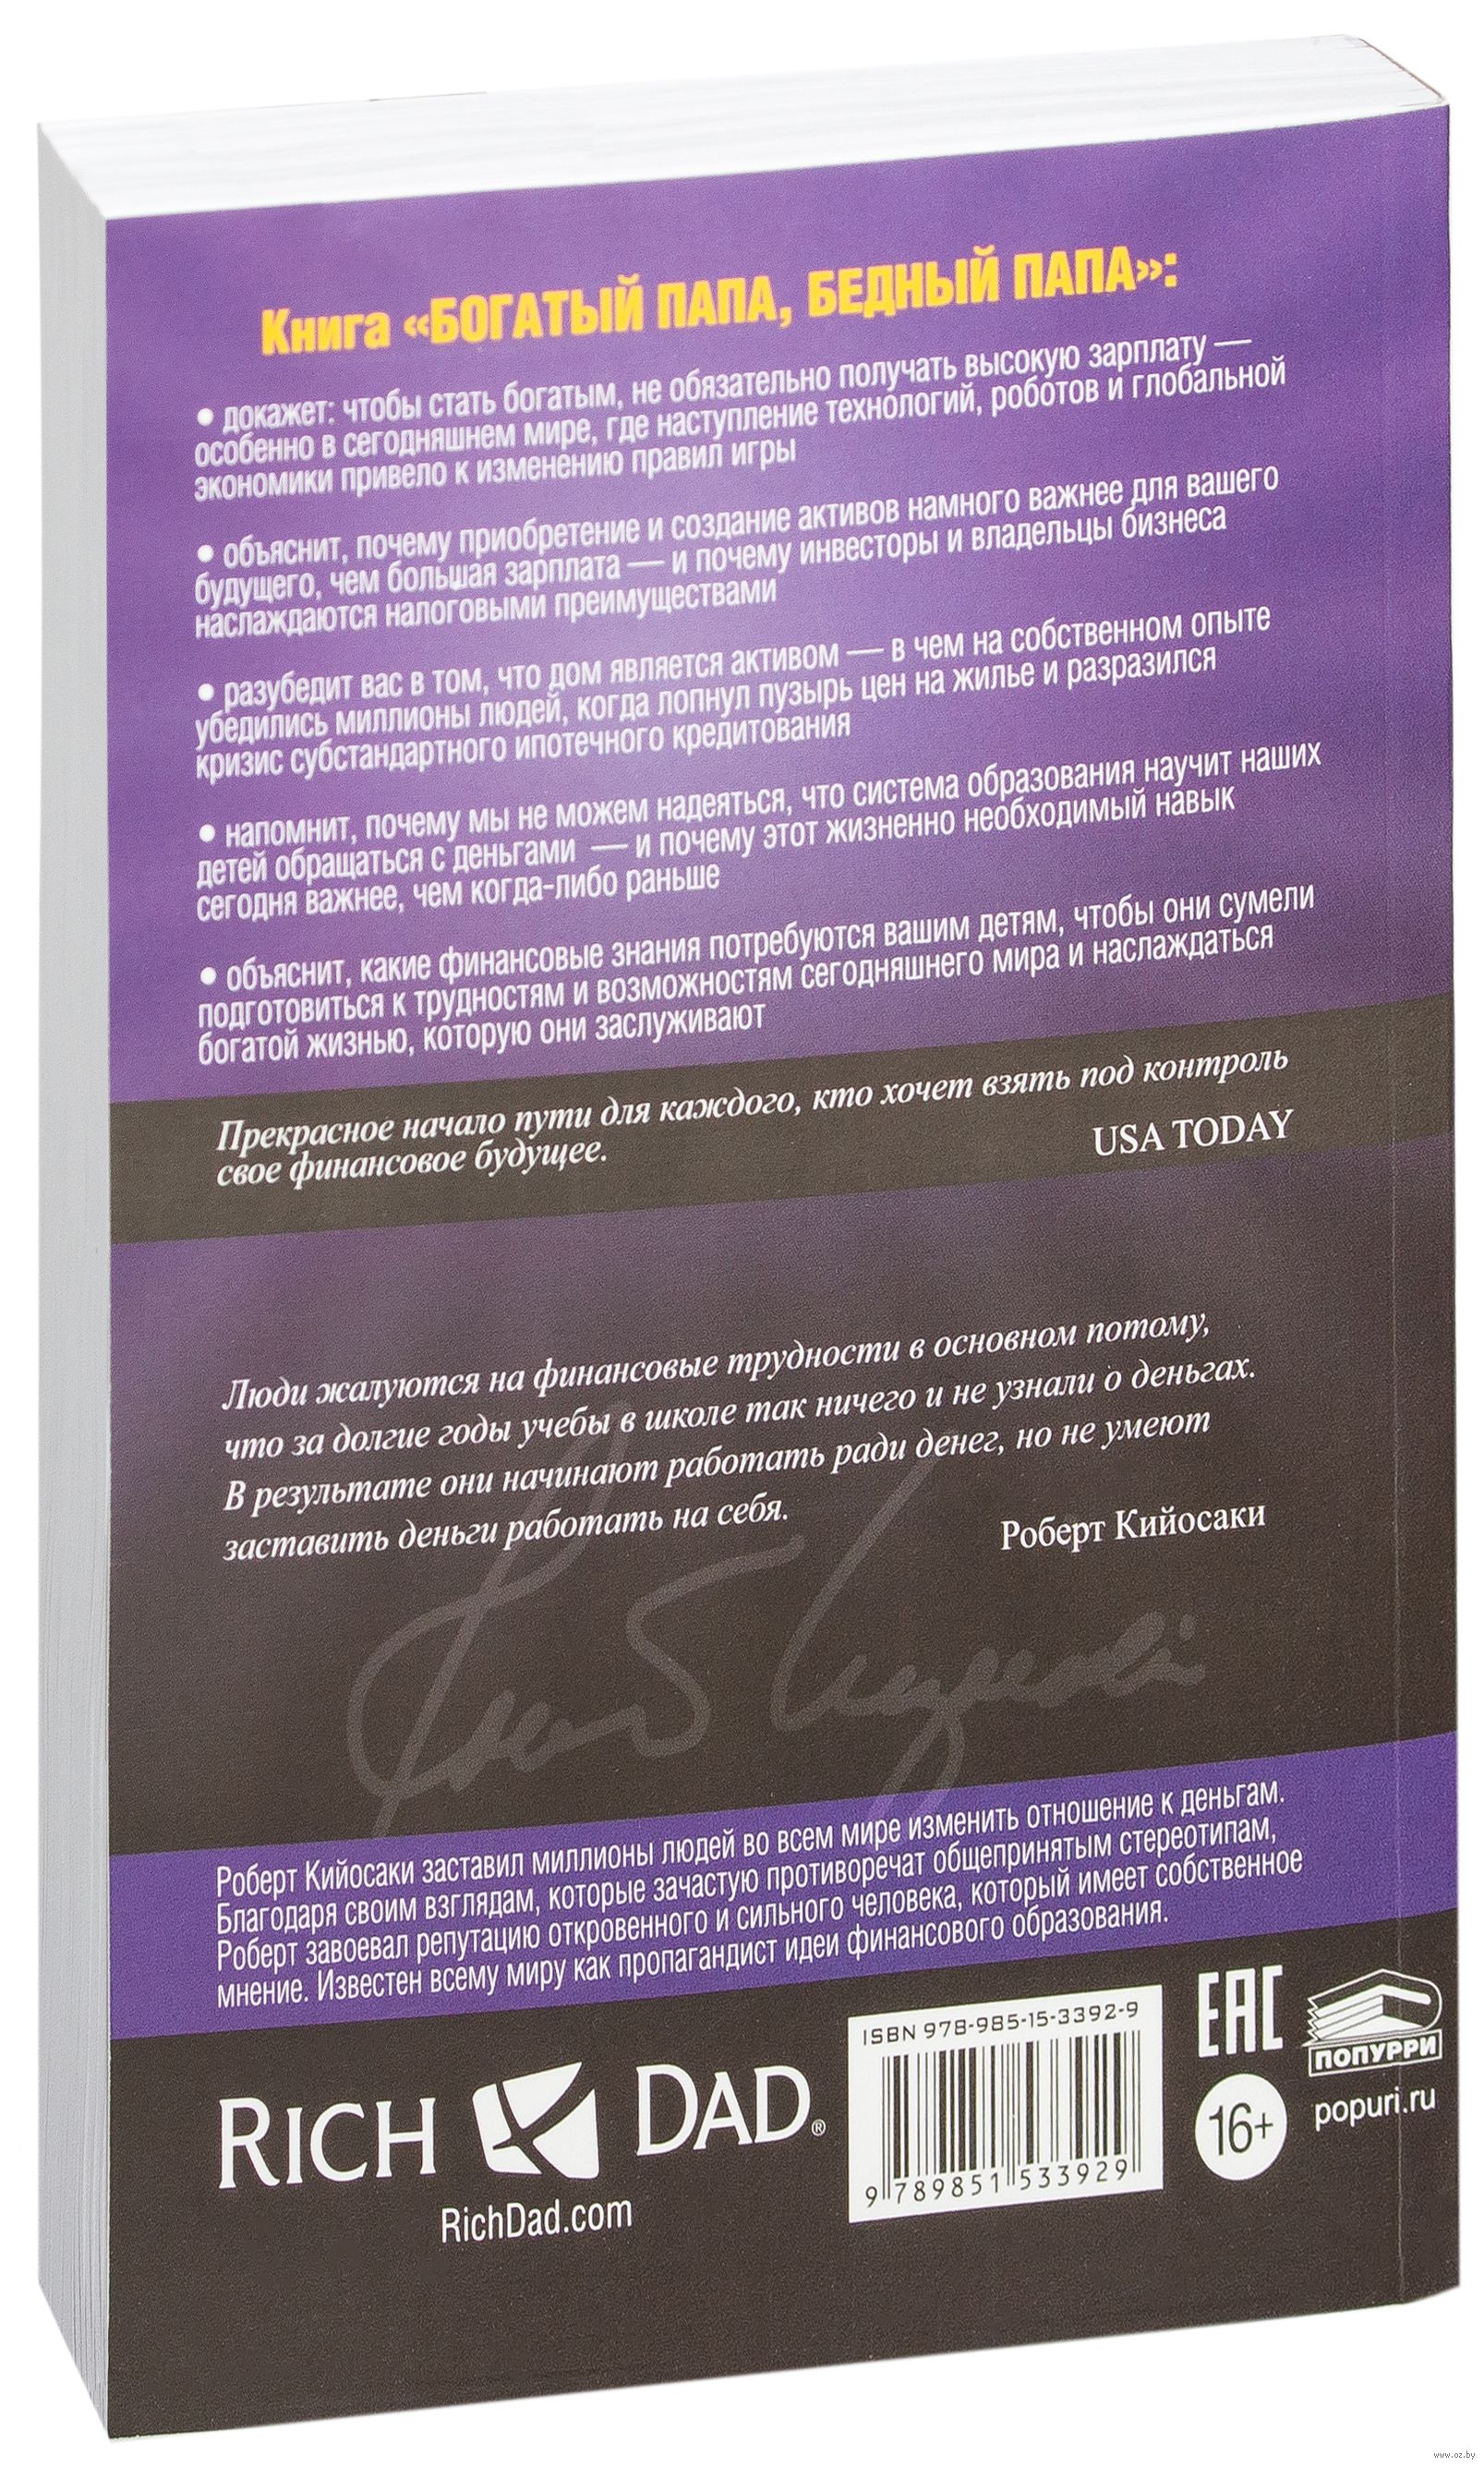 Книга «БОГАТЫЙ ПАПА, БЕДНЫЙ ПАПА»:
• докажет: чтобы стать богатым, не обязательно получать высокую зарплату —
особенно в сегодняшнем мире, где наступление технологий, роботов и глобальной
экономики привело к изменению правил игры
• объяснит, почему приобретение и создание активов намного важнее для вашего
будущего, чем большая зарплата — и почему инвесторы и владельцы бизнеса
наслаждаются налоговыми преимуществами
• разубедит вас в том, что дом является активом — в чем на собственном опыте
убедились миллионы людей, когда лопнул пузырь цен на жилье и разразился
кризис субстандартного ипотечного кредитования
• напомнит, почему мы не можем надеяться, что система образования научит наших
детей обращаться с деньгами — и почему этот жизненно необходимый навык
сегодня важнее, чем когда-либо раньше
• объяснит, какие финансовые знания потребуются вашим детям, чтобы они сумели
подготовиться к трудностям и возможностям сегодняшнего мира и наслаждаться
богатой жизнью, которую они заслуживают
Прекрасное начало пути для каждого, кто хочет взять под контроль
свое финансовое будущее.
USA TODAY
Люди жалуются на финансовые трудности в основном потому,
что за долгие годы учебы в школе так ничего и не узнали о деньгах.
В результате они начинают работать ради денег, но не умеют
заставить деньги работать на себя.
Роберт Кийосаки
Роберт Кийосаки заставил миллионы людей во всем мире изменить отношение к деньгам.
Благодаря своим взглядам, которые зачастую противоречат общепринятым стереотипам,
Роберт завоевал репутацию откровенного и сильного человека, который имеет собственное
мнение. Известен всему миру как пропагандист идеи финансового образования.
RICH DAD®
RichDad.com
ISBN 978-985-15-3392-9
9 789851 533929
EAC
16+
ПОПУРРИ
popuri.ru
www.oz.by